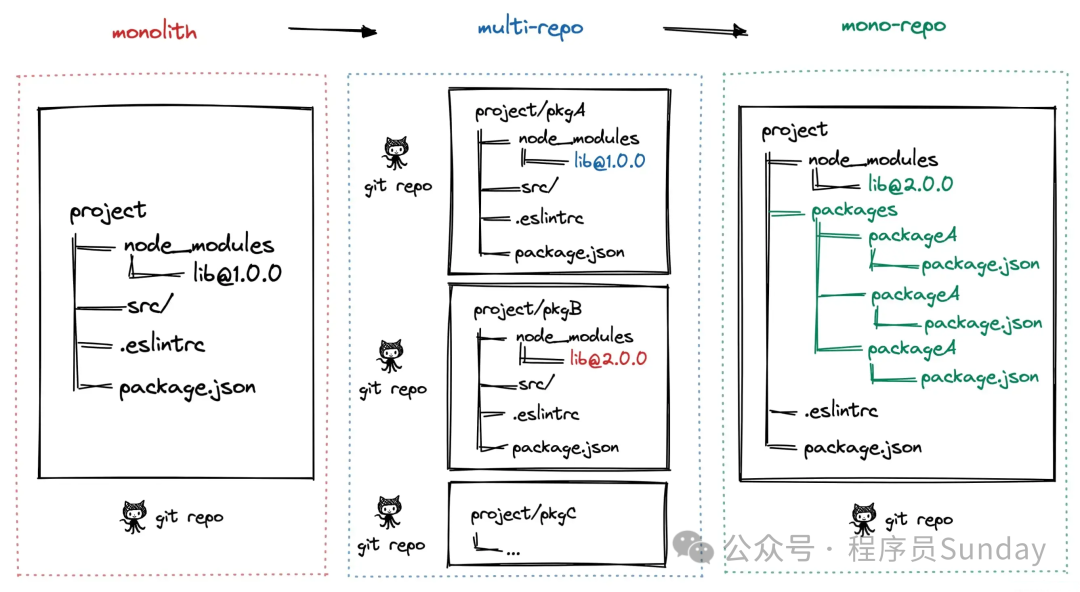 monolith
multi-repo
mono-repo
project
node_modules
lib@1.0.0
src/
.eslintrc
package.json
git repo
project/pkgA
node_modules
lib@1.0.0
src/
.eslintrc
package.json
git repo
project/pkgB
node_modules
lib@2.0.0
src/
.eslintrc
package.json
git repo
project/pkgC
...
git repo
project
node_modules
lib@2.0.0
packages
packageA
package.json
packageA
package.json
packageA
package.json
.eslintrc
package.json
git repo
公众号 · 程序员Sunday